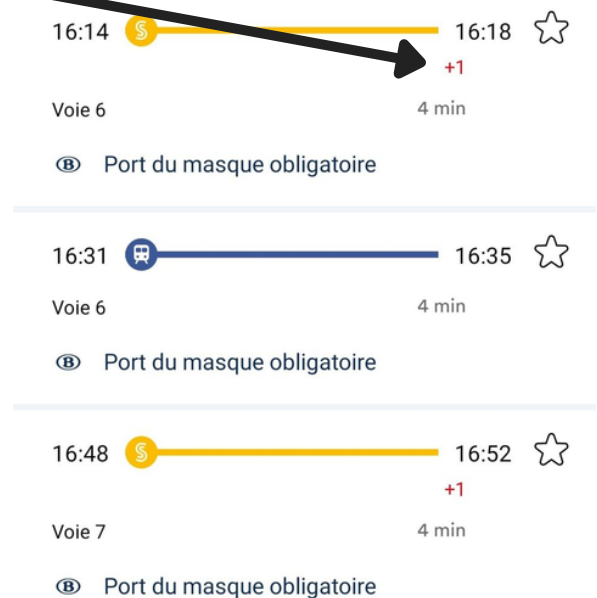 16:14 S 16:18
+1
Voie 6 4 min
B Port du masque obligatoire
16:31 16:35
Voie 6 4 min
B Port du masque obligatoire
16:48 S 16:52
+1
Voie 7 4 min
B Port du masque obligatoire